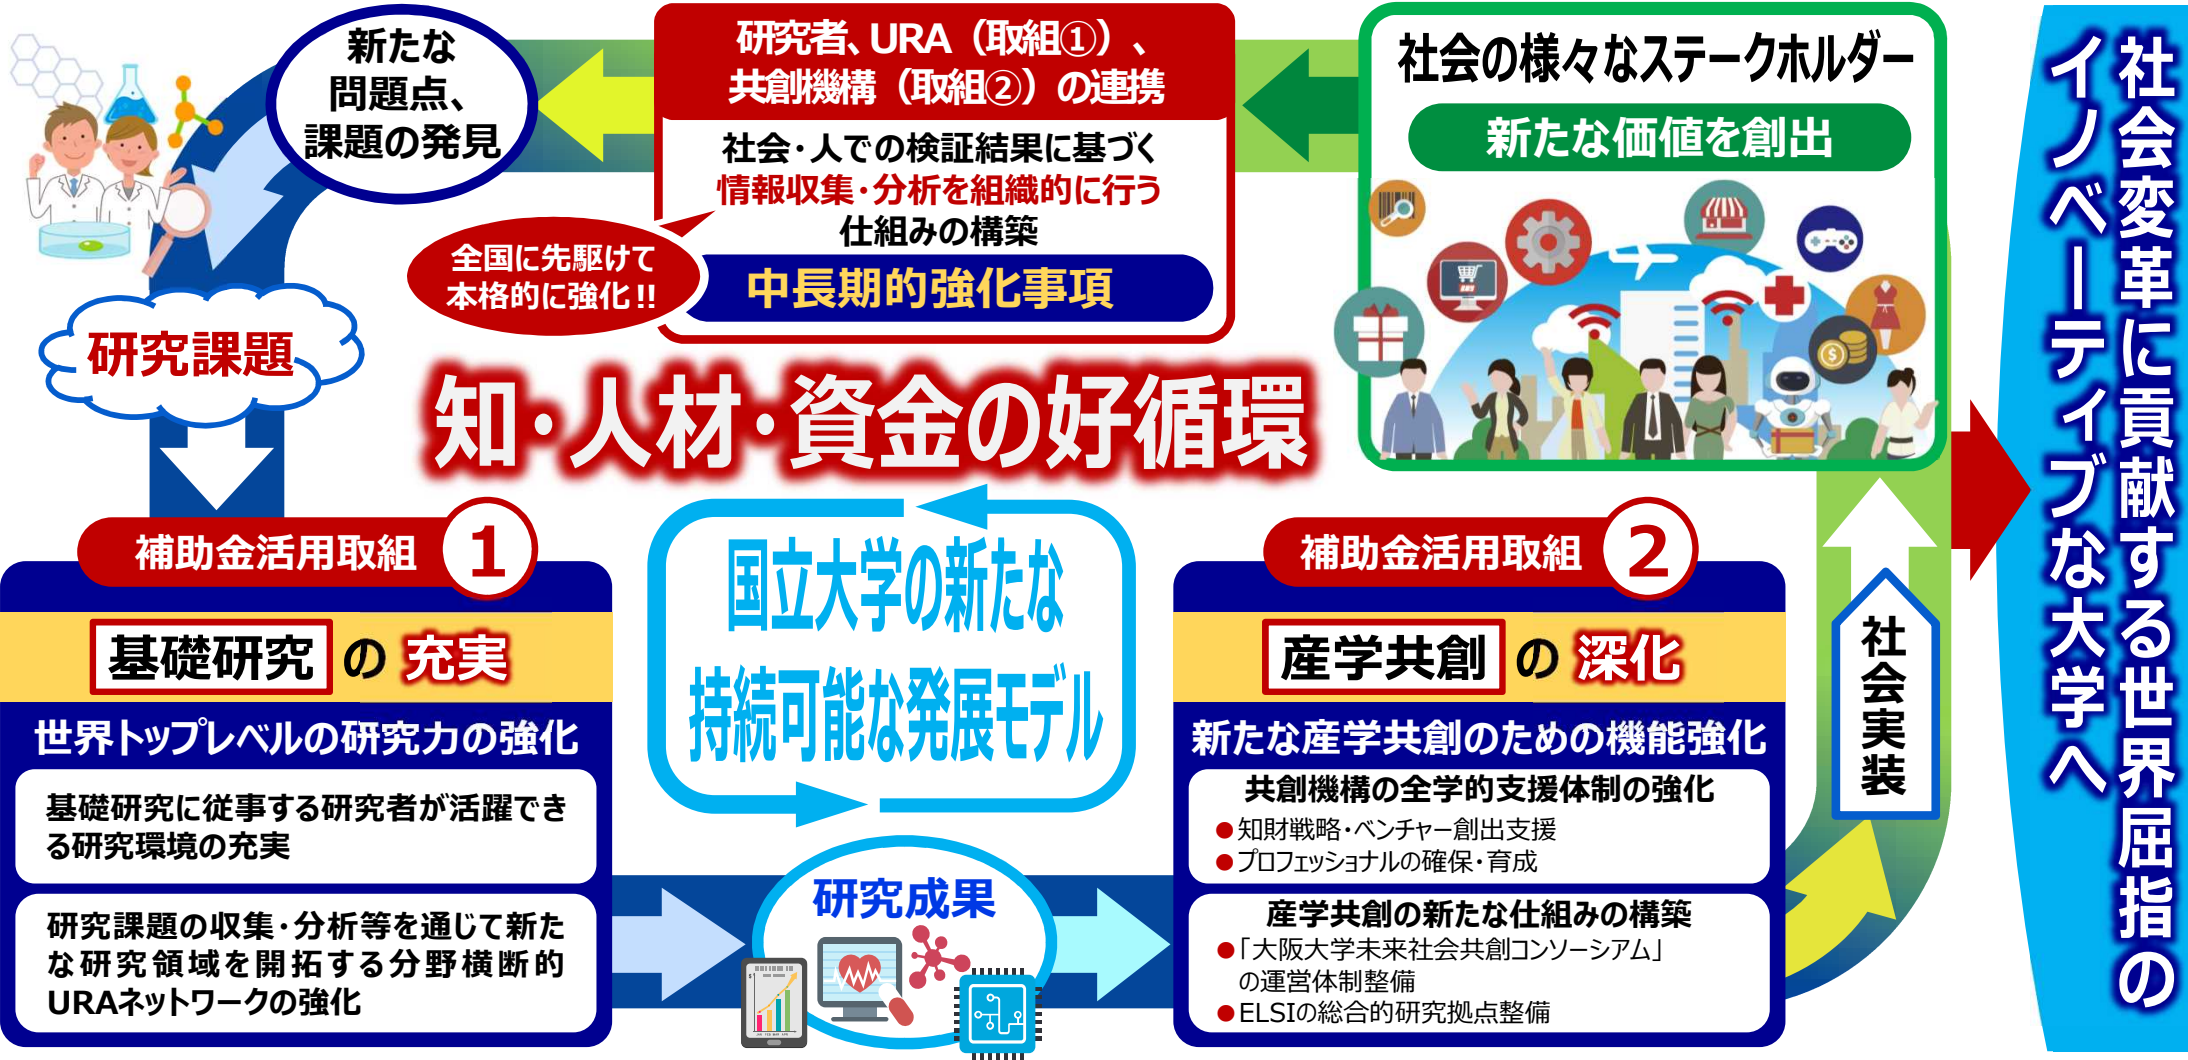 新たな
問題点、
課題の発見
研究者、URA（取組①）、
共創機構（取組②）の連携
社会・人での検証結果に基づく
情報収集・分析を組織的に行う
仕組みの構築
中長期的強化事項
全国に先駆けて
本格的に強化!!
社会の様々なステークホルダー
新たな価値を創出
研究課題
知・人材・資金の好循環
国立大学の新たな
持続可能な発展モデル
補助金活用取組 1
基礎研究の充実
世界トップレベルの研究力の強化
基礎研究に従事する研究者が活躍でき
る研究環境の充実
研究課題の収集・分析等を通じて新た
な研究領域を開拓する分野横断的
URAネットワークの強化
研究成果
補助金活用取組 2
産学共創の深化
新たな産学共創のための機能強化
共創機構の全学的支援体制の強化
●知財戦略・ベンチャー創出支援
●プロフェッショナルの確保・育成
産学共創の新たな仕組みの構築
●「大阪大学未来社会共創コンソーシアム」
の運営体制整備
●ELSIの総合的研究拠点整備
社会実装
社会変革に貢献する世界屈指の
イノベーティブな大学へ